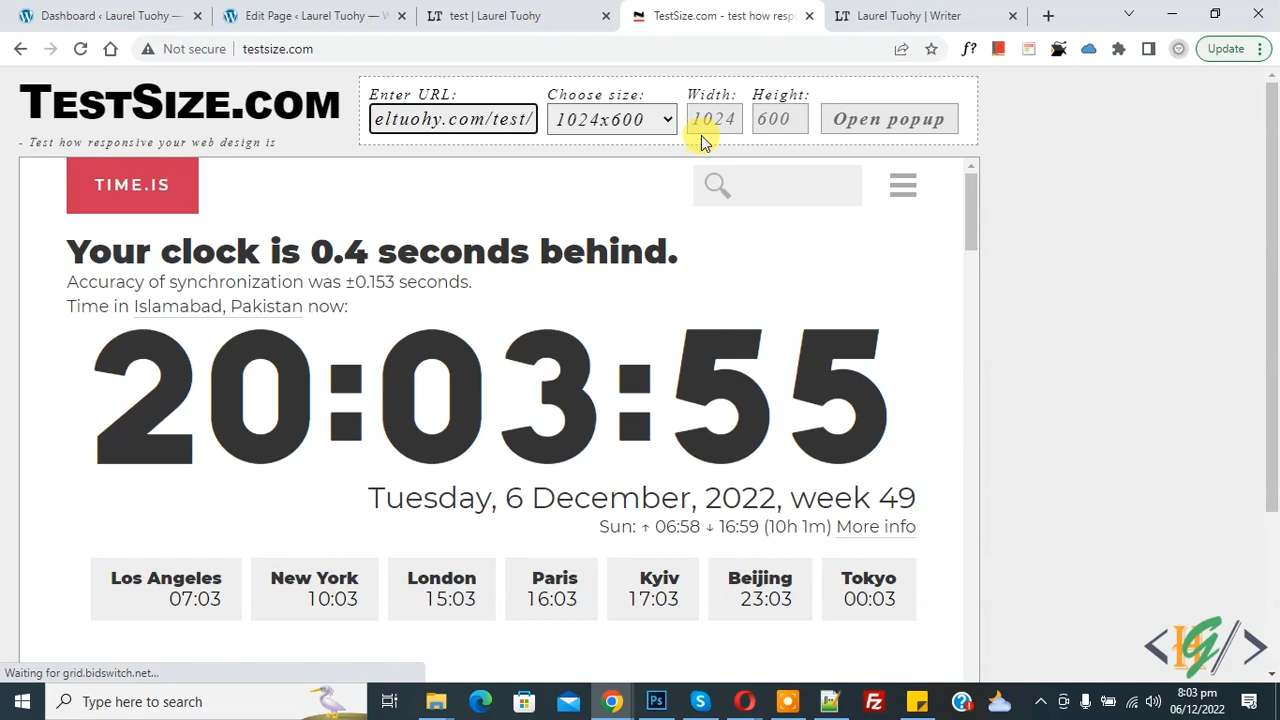 Dashboard ‹ Laurel Tuohy —
Edit Page ‹ Laurel Tuohy — W
test | Laurel Tuohy
TestSize.com - test how resp
Laurel Tuohy | Writer
Not secure
testsize.com
Update
TESTSIZE.COM
- Test how responsive your web design is
Enter URL:
Choose size:
Width:
Height:
eltuohy.com/test/
1024x600
1024
600
Open popup
TIME.IS
Your clock is 0.4 seconds behind.
Accuracy of synchronization was ±0.153 seconds.
Time in Islamabad, Pakistan now:
20:03:55
Tuesday, 6 December, 2022, week 49
Sun: ↑ 06:58 ↓ 16:59 (10h 1m) More info
Los Angeles
07:03
New York
10:03
London
15:03
Paris
16:03
Kyiv
17:03
Beijing
23:03
Tokyo
00:03
Waiting for grid.bidswitch.net...
Type here to search
8:03 pm
06/12/2022